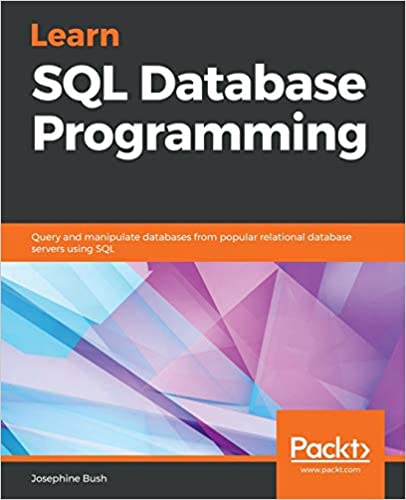 Learn
SQL Database
Programming
Query and manipulate databases from popular relational database
servers using SQL
Packt>
www.packt.com
Josephine Bush